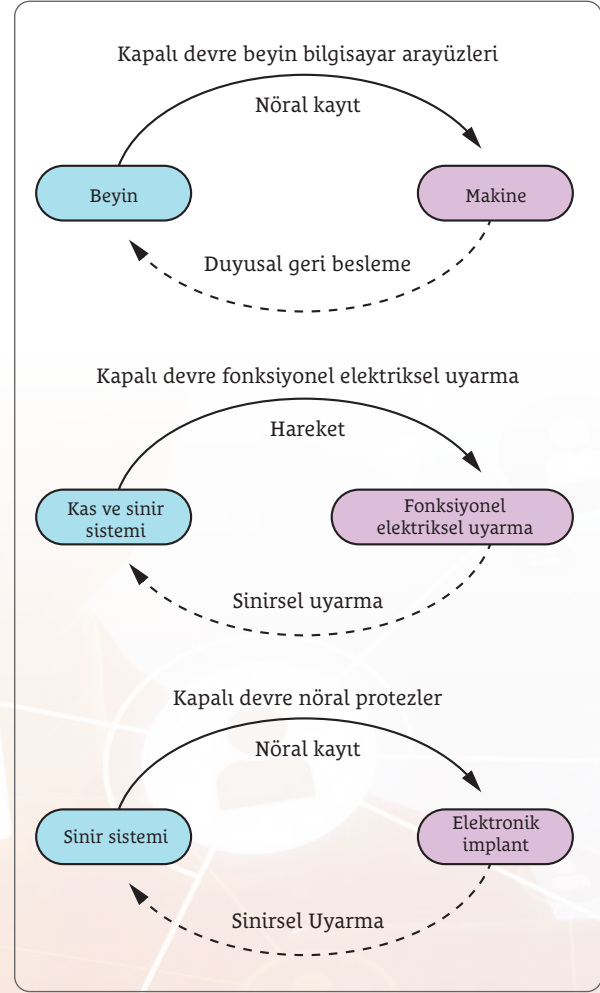 Kapalı devre beyin bilgisayar arayüzleri
Nöral kayıt
Beyin
Makine
Duyusal geri besleme
Kapalı devre fonksiyonel elektriksel uyarma
Hareket
Kas ve sinir
sistemi
Fonksiyonel
elektriksel uyarma
Sinirsel uyarma
Kapalı devre nöral protezler
Nöral kayıt
Sinir sistemi
Elektronik
implant
Sinirsel Uyarma